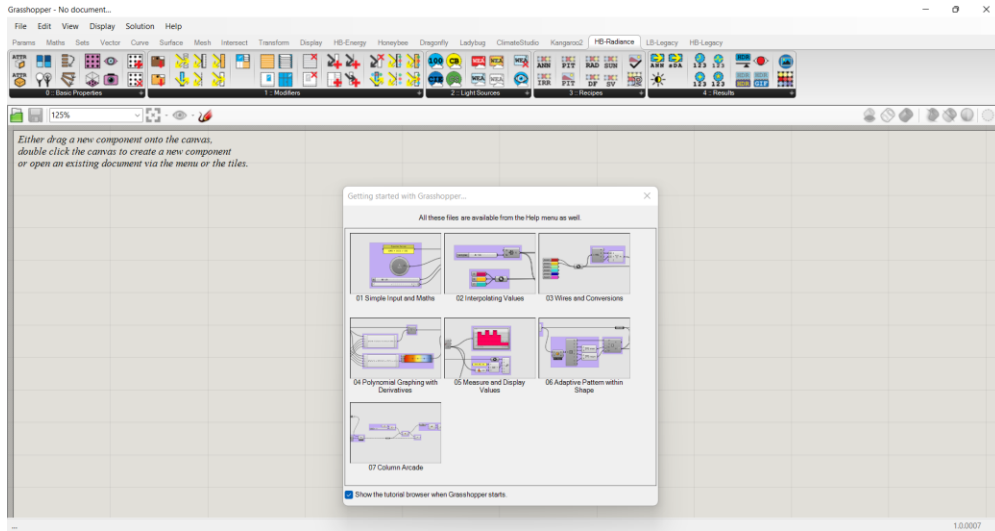 Grasshopper - No document...
File Edit View Display Solution Help
Params Maths Sets Vector Curve Surface Mesh Intersect Transform Display HB-Energy Honeybee Dragonfly Ladybug ClimateStudio Kangaroo2 HB-Radiance LB-Legacy HB-Legacy
0 :: Basic Properties 1 :: Modifiers 2 :: Light Sources 3 :: Recipes 4 :: Results
125%
Either drag a new component onto the canvas,
double click the canvas to create a new component
or open an existing document via the menu or the tiles.
Getting started with Grasshopper...
All these files are available from the Help menu as well.
01 Simple Input and Maths 02 Interpolating Values 03 Wires and Conversions
04 Polynomial Graphing with Derivatives 05 Measure and Display Values 06 Adaptive Pattern within Shape
07 Column Arcade
Show the tutorial browser when Grasshopper starts.
... 1.0.0007